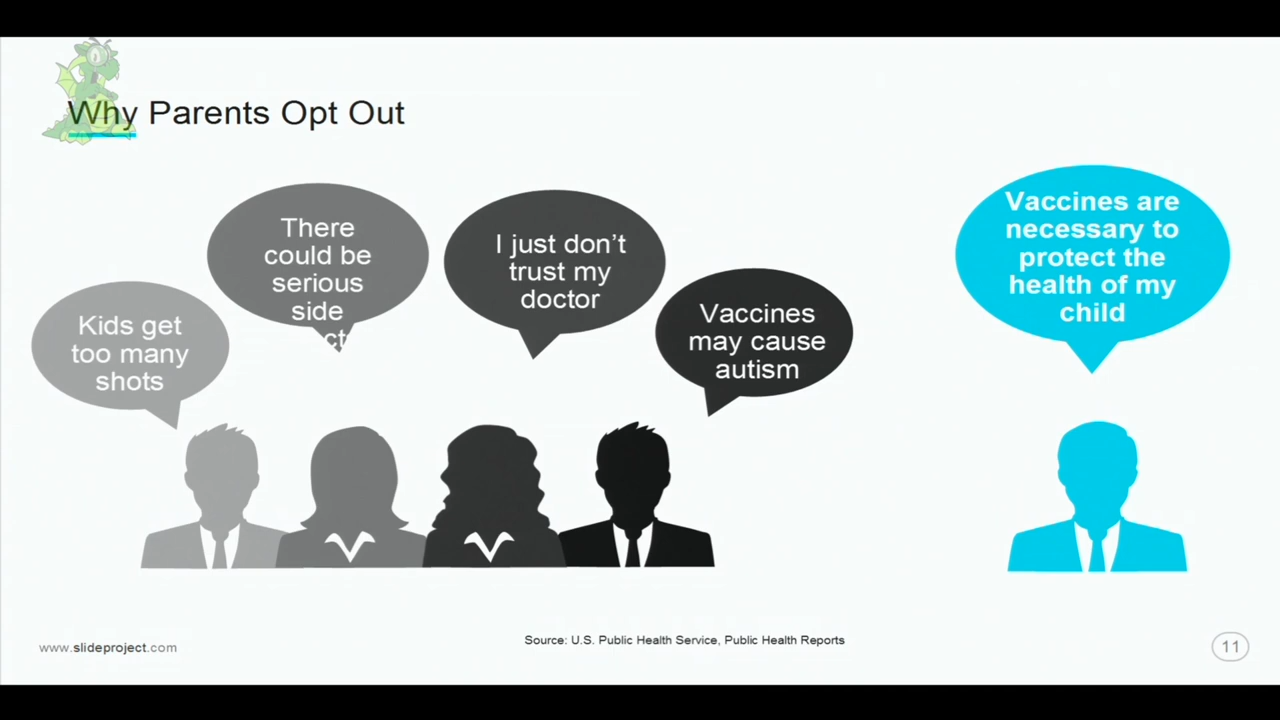 Why Parents Opt Out
Kids get
too many
shots
There
could be
serious
side
I just don’t
trust my
doctor
Vaccines
may cause
autism
Vaccines are
necessary to
protect the
health of my
child
www.slideproject.com
Source: U.S. Public Health Service, Public Health Reports
11